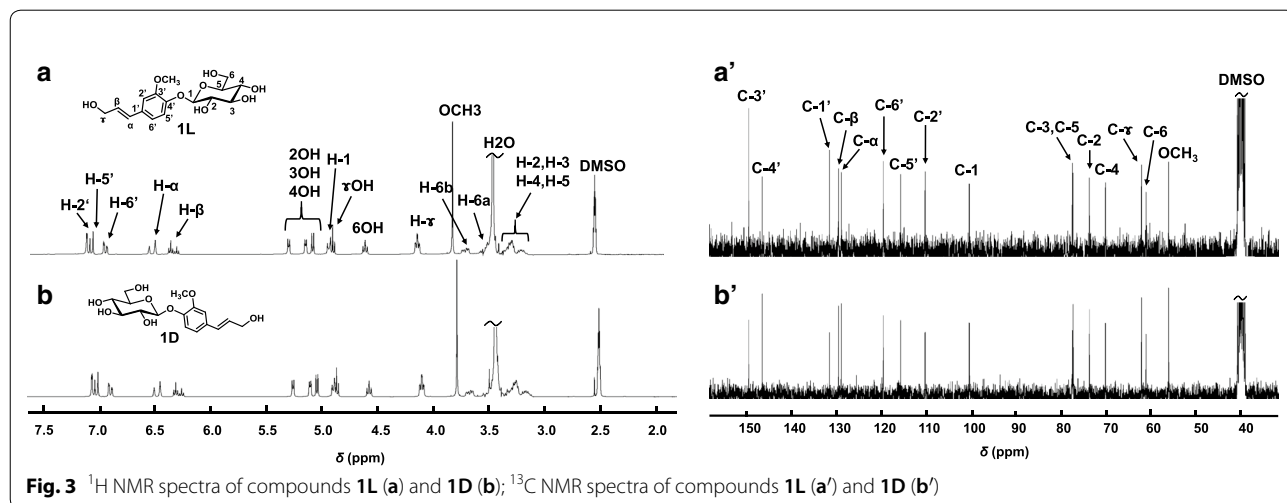 a
HO
6
5
4
OH
O
HO
HO
2
3
OH
1
OCH₃
2'
3'
4'
1'
5'
6'
β
α
HO
ɤ
1L
H-2'
H-5'
H-6'
H-α
H-β
2OH
3OH
4OH
H-1
ɤOH
6OH
H-ɤ
OCH3
H-6b
H-6a
H2O
H-2,H-3
H-4,H-5
DMSO
b
OH
HO
HO
OH
O
O
OCH₃
OH
1D
7.5 7.0 6.5 6.0 5.5 5.0 4.5 4.0 3.5 3.0 2.5 2.0
δ (ppm)
a'
C-3'
C-4'
C-1'
C-β
C-α
C-6'
C-5'
C-2'
C-1
C-3,C-5
C-2
C-4
C-ɤ
C-6
OCH₃
DMSO
b'
150 140 130 120 110 100 90 80 70 60 50 40
δ (ppm)
Fig. 3 ¹H NMR spectra of compounds 1L (a) and 1D (b); ¹³C NMR spectra of compounds 1L (a′) and 1D (b′)